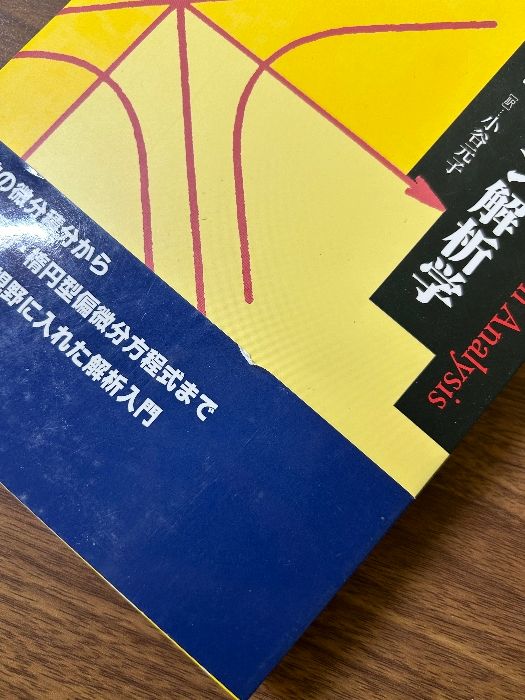 [訳]…小谷元子
解析学
Analysis
の微分積分から
楕円型偏微分方程式まで
視野に入れた解析入門